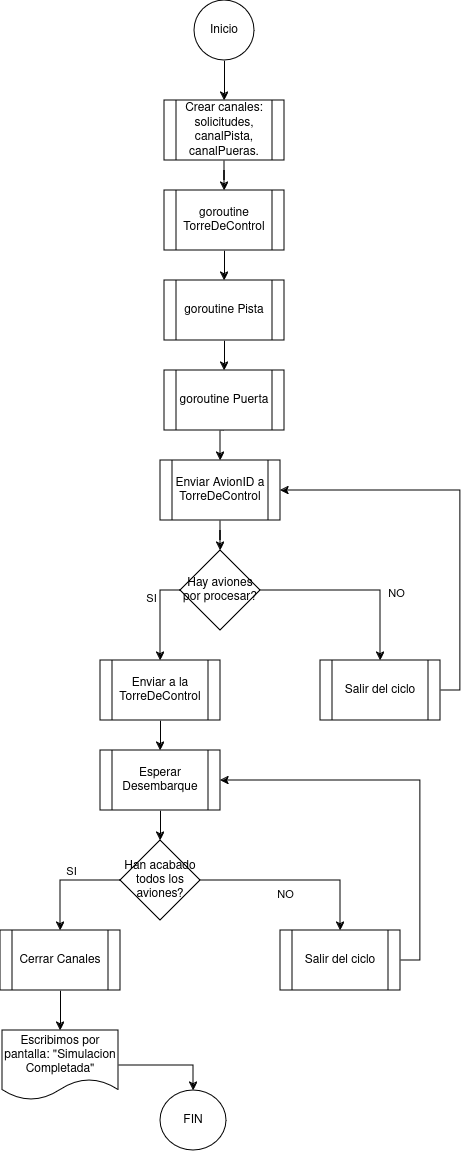 Inicio
Crear canales:
solicitudes,
canalPista,
canalPueras.
goroutine
TorreDeControl
goroutine Pista
goroutine Puerta
Enviar AvionID a
TorreDeControl
Hay aviones
por procesar?
SI
NO
Enviar a la
TorreDeControl
Salir del ciclo
Esperar
Desembarque
Han acabado
todos los
aviones?
SI
NO
Cerrar Canales
Salir del ciclo
Escribimos por
pantalla: "Simulacion
Completada"
FIN